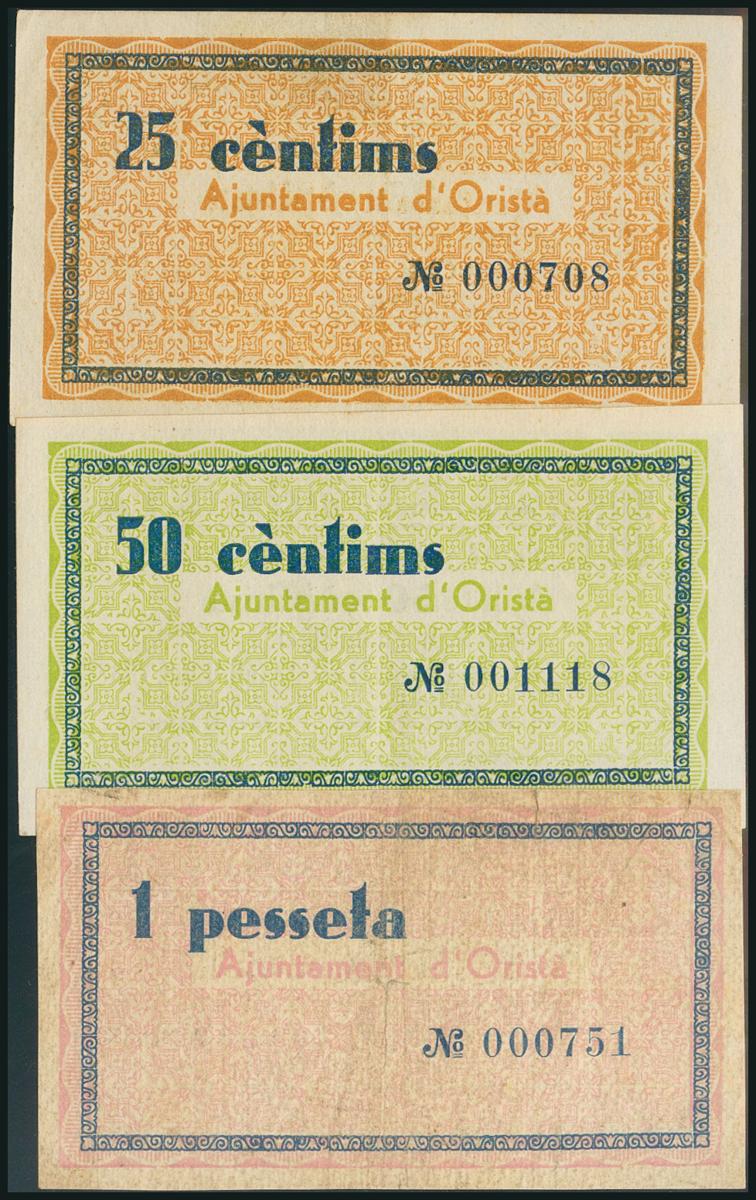 25 cèntims
Ajuntament d'Oristà
№ 000708
50 cèntims
Ajuntament d'Oristà
№ 001118
1 pesseta
Ajuntament d'Oristà
№ 000751